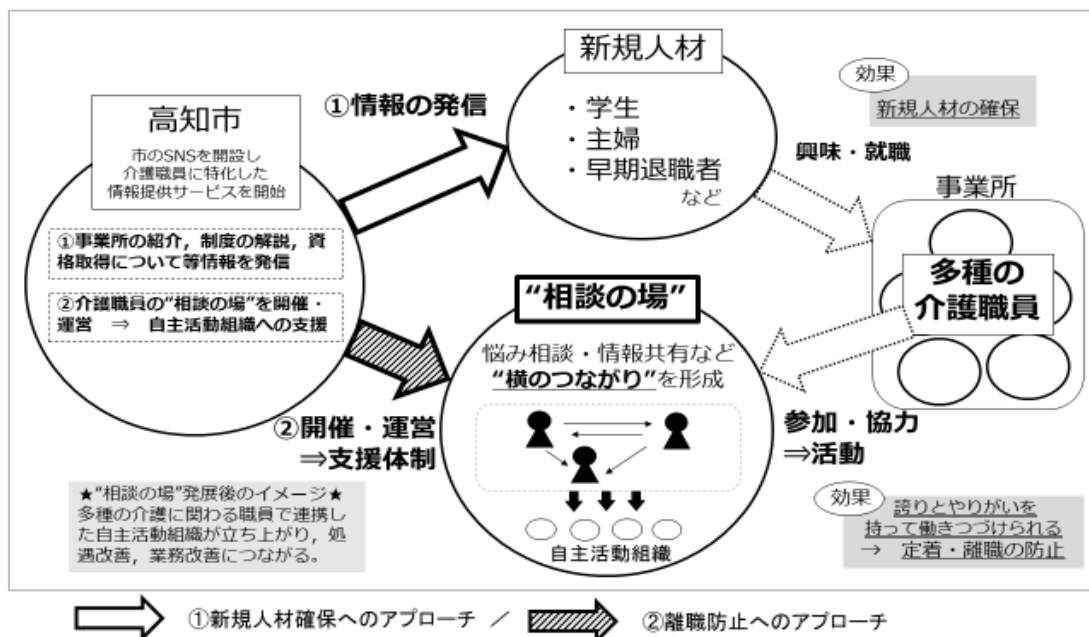 高知市
市のSNSを開設し
介護職員に特化した
情報提供サービスを開始
①事業所の紹介，制度の解説，資
格取得について等情報を発信
②介護職員の“相談の場”を開催・
運営　⇒　自主活動組織への支援
①情報の発信
新規人材
・学生
・主婦
・早期退職者
など
効果
新規人材の確保
興味・就職
事業所
多種の
介護職員
“相談の場”
悩み相談・情報共有など
“横のつながり”を形成
自主活動組織
②開催・運営
⇒支援体制
参加・協力
⇒活動
★“相談の場”発展後のイメージ★
多種の介護に関わる職員で連携し
た自主活動組織が立ち上がり，処
遇改善，業務改善につながる。
効果
誇りとやりがいを
持って働きつづけられる
→　定着・離職の防止
①新規人材確保へのアプローチ　／　②離職防止へのアプローチ